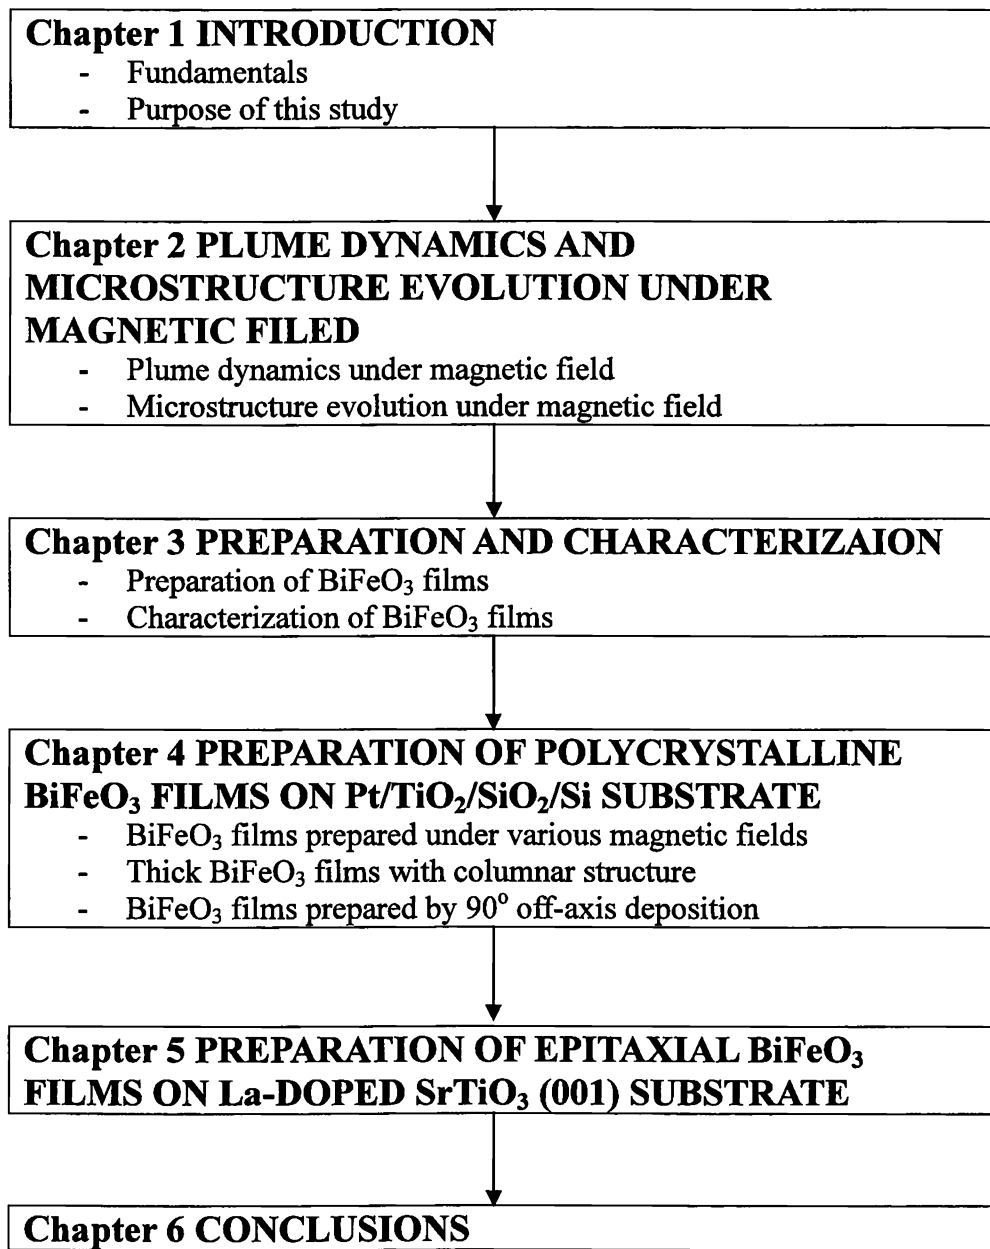 Chapter 1 INTRODUCTION
- Fundamentals
- Purpose of this study
Chapter 2 PLUME DYNAMICS AND
MICROSTRUCTURE EVOLUTION UNDER
MAGNETIC FILED
- Plume dynamics under magnetic field
- Microstructure evolution under magnetic field
Chapter 3 PREPARATION AND CHARACTERIZAION
- Preparation of BiFeO₃ films
- Characterization of BiFeO₃ films
Chapter 4 PREPARATION OF POLYCRYSTALLINE
BiFeO₃ FILMS ON Pt/TiO₂/SiO₂/Si SUBSTRATE
- BiFeO₃ films prepared under various magnetic fields
- Thick BiFeO₃ films with columnar structure
- BiFeO₃ films prepared by 90° off-axis deposition
Chapter 5 PREPARATION OF EPITAXIAL BiFeO₃
FILMS ON La-DOPED SrTiO₃ (001) SUBSTRATE
Chapter 6 CONCLUSIONS